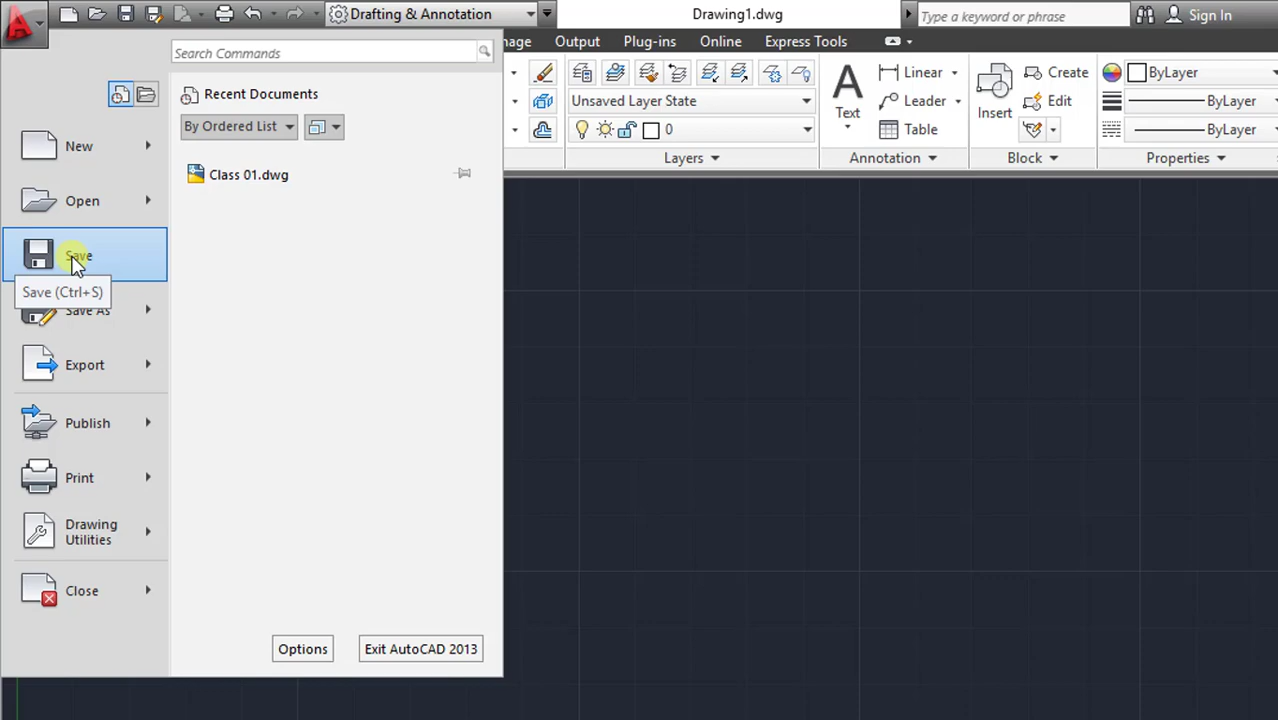 Drafting & Annotation
Drawing1.dwg
Type a keyword or phrase
Sign In
Search Commands
Output
Plug-ins
Online
Express Tools
Recent Documents
By Ordered List
Class 01.dwg
New
Open
Save
Save (Ctrl+S)
Save As
Export
Publish
Print
Drawing
Utilities
Close
Options
Exit AutoCAD 2013
Unsaved Layer State
0
Layers
Text
Linear
Leader
Table
Annotation
Insert
Create
Edit
Block
ByLayer
ByLayer
ByLayer
Properties